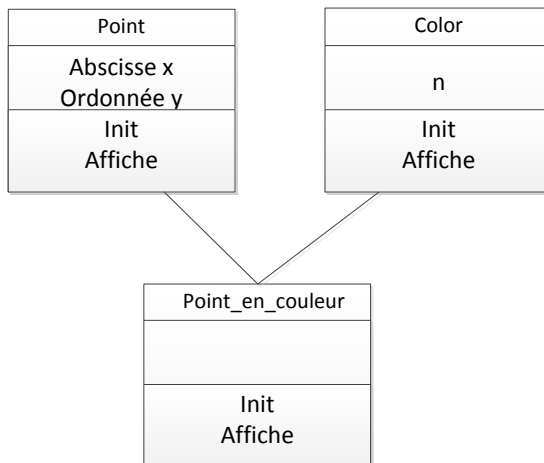 Point
Abscisse x
Ordonnée y
Init
Affiche
Color
n
Init
Affiche
Point_en_couleur
Init
Affiche